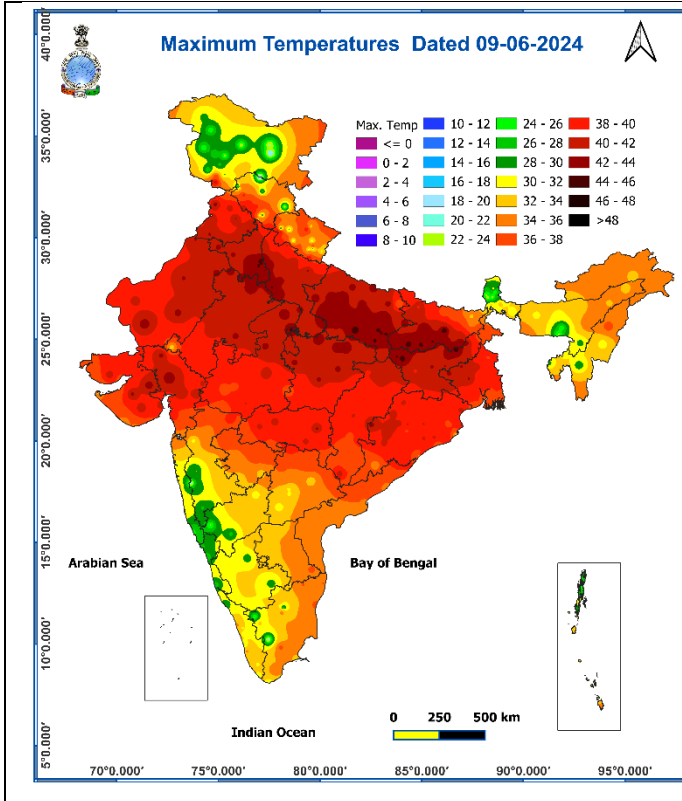 Maximum Temperatures Dated 09-06-2024
Max. Temp
<= 0
0 - 2
2 - 4
4 - 6
6 - 8
8 - 10
10 - 12
12 - 14
14 - 16
16 - 18
18 - 20
20 - 22
22 - 24
24 - 26
26 - 28
28 - 30
30 - 32
32 - 34
34 - 36
36 - 38
38 - 40
40 - 42
42 - 44
44 - 46
46 - 48
>48
40°0.000'
35°0.000'
30°0.000'
25°0.000'
20°0.000'
15°0.000'
10°0.000'
5°0.000'
Arabian Sea
Bay of Bengal
Indian Ocean
0 250 500 km
70°0.000' 75°0.000' 80°0.000' 85°0.000' 90°0.000' 95°0.000'